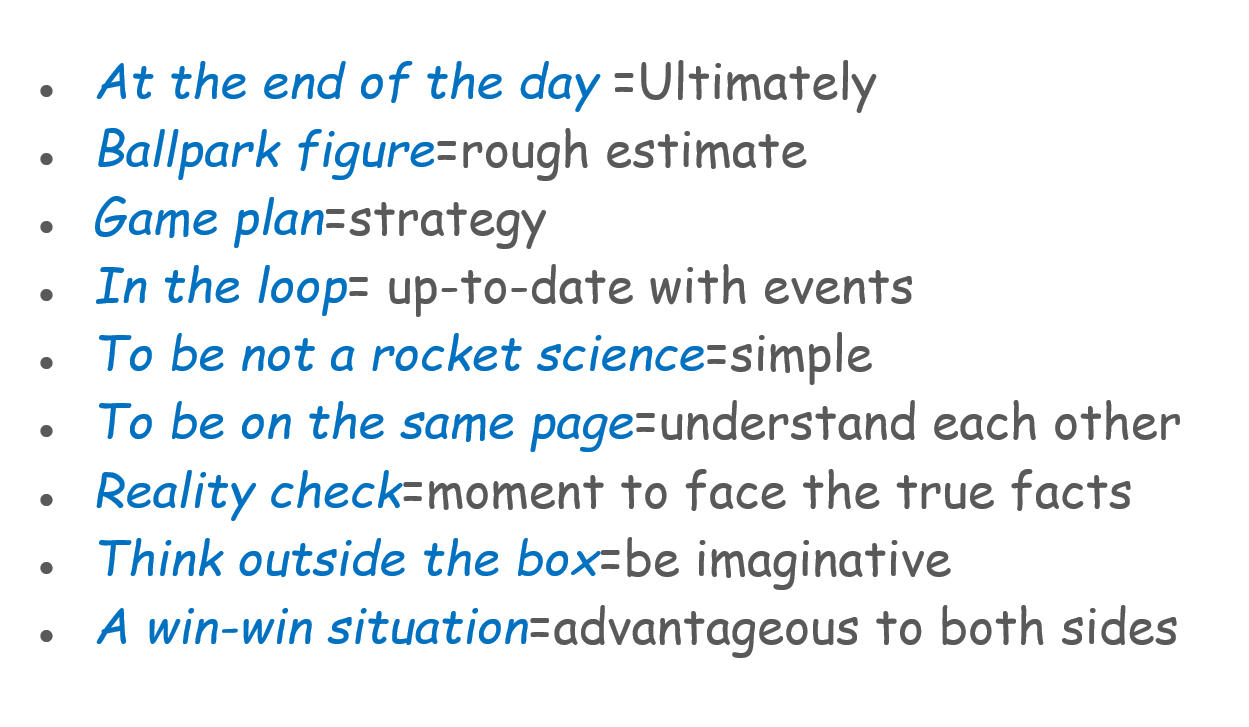 • At the end of the day =Ultimately
• Ballpark figure=rough estimate
• Game plan=strategy
• In the loop= up-to-date with events
• To be not a rocket science=simple
• To be on the same page=understand each other
• Reality check=moment to face the true facts
• Think outside the box=be imaginative
• A win-win situation=advantageous to both sides